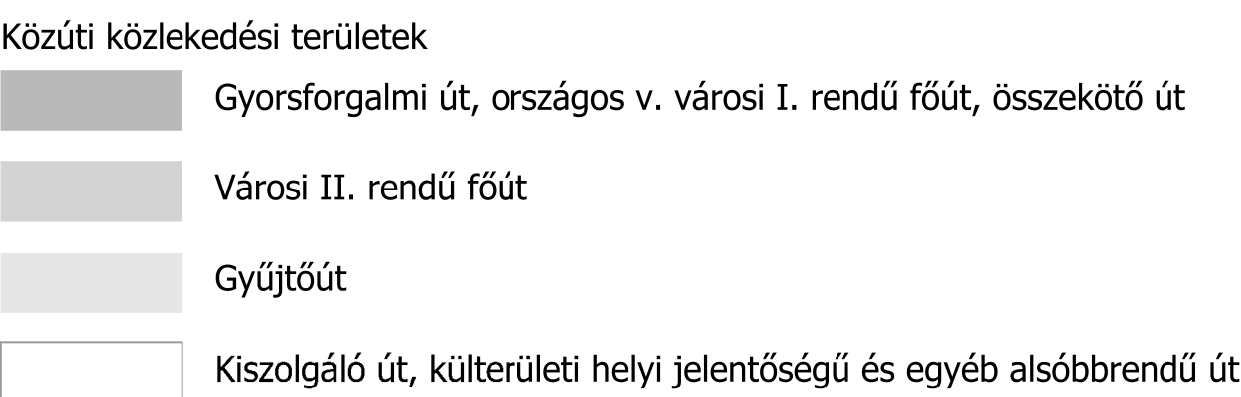 Közúti közlekedési területek
Gyorsforgalmi út, országos v. városi I. rendű főút, összekötő út
Városi II. rendű főút
Gyűjtőút
Kiszolgáló út, külterületi helyi jelentőségű és egyéb alsóbbrendű út